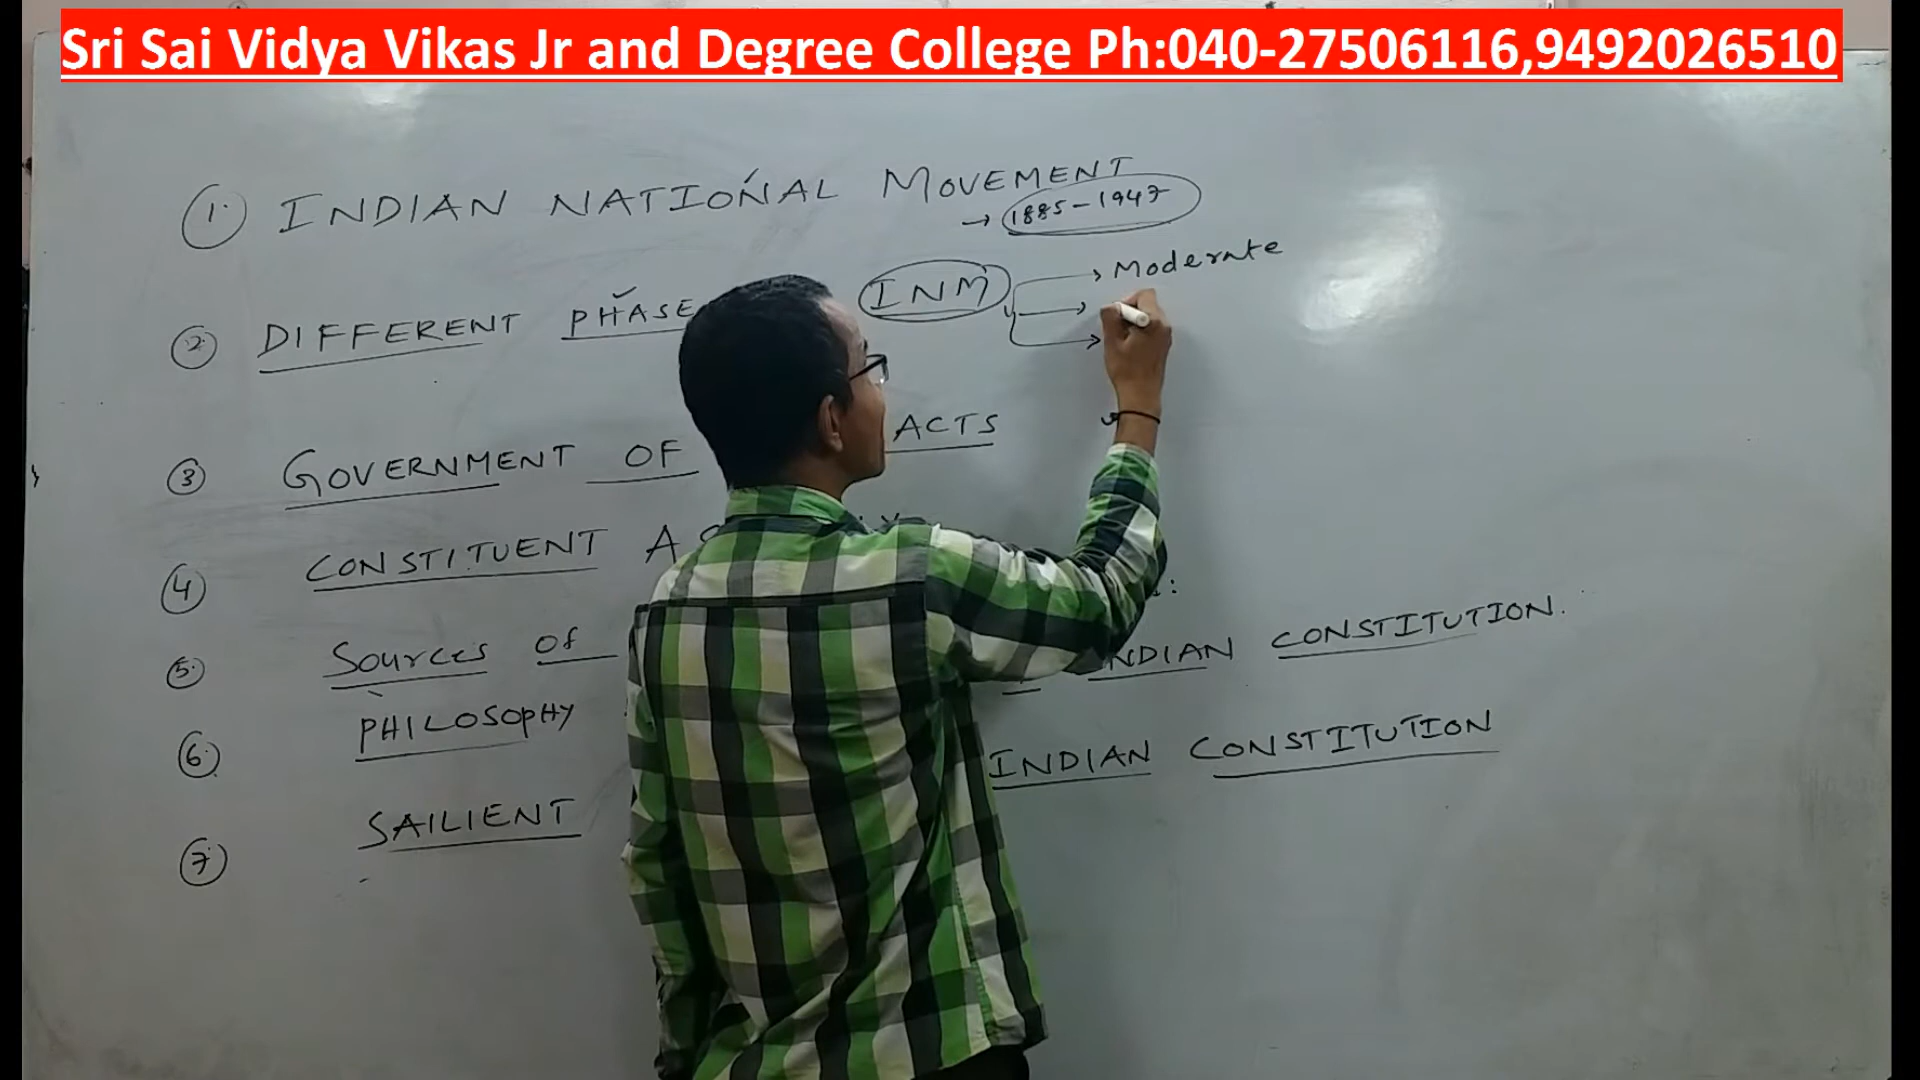 Sri Sai Vidya Vikas Jr and Degree College Ph:040-27506116,9492026510
1. INDIAN NATIONAL MOVEMENT
→ 1885-1947
2. DIFFERENT PHASE INM
→ Moderate
3 GOVERNMENT OF ACTS
4 CONSTITUENT A
5. Sources of INDIAN CONSTITUTION.
6. PHILOSOPHY INDIAN CONSTITUTION
7. SAILIENT